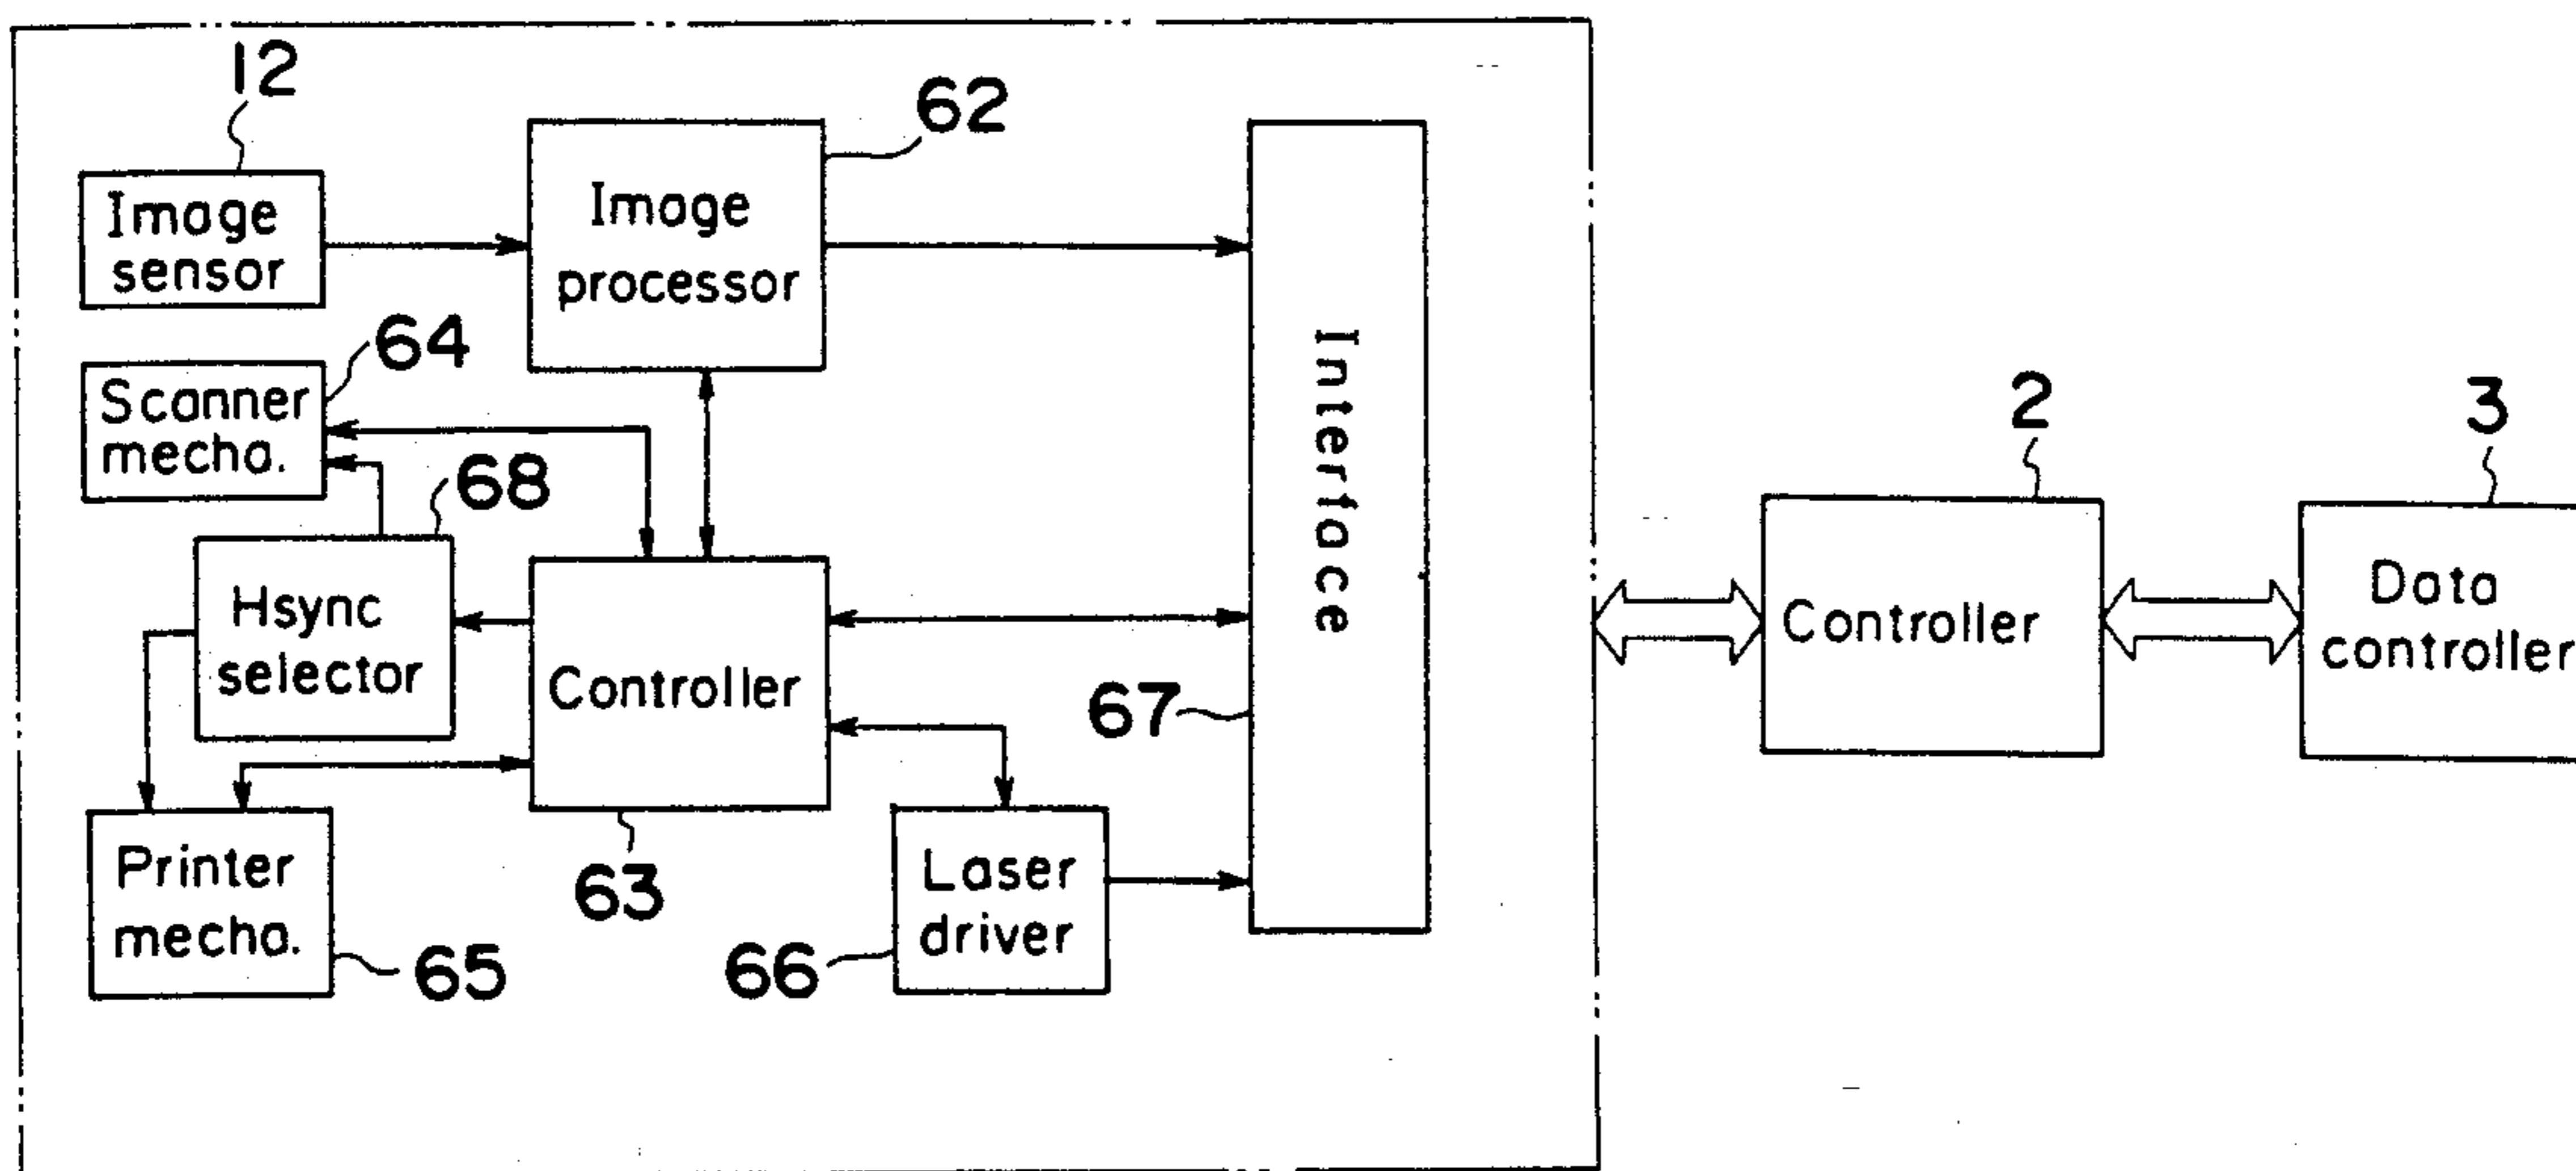 12
Image
sensor
62
Image
processor
64
Scanner
mecha.
68
Hsync
selector
Controller
63
Printer
mecha.
65
Laser
driver
66
Interface
67
2
Controller
3
Data
controller